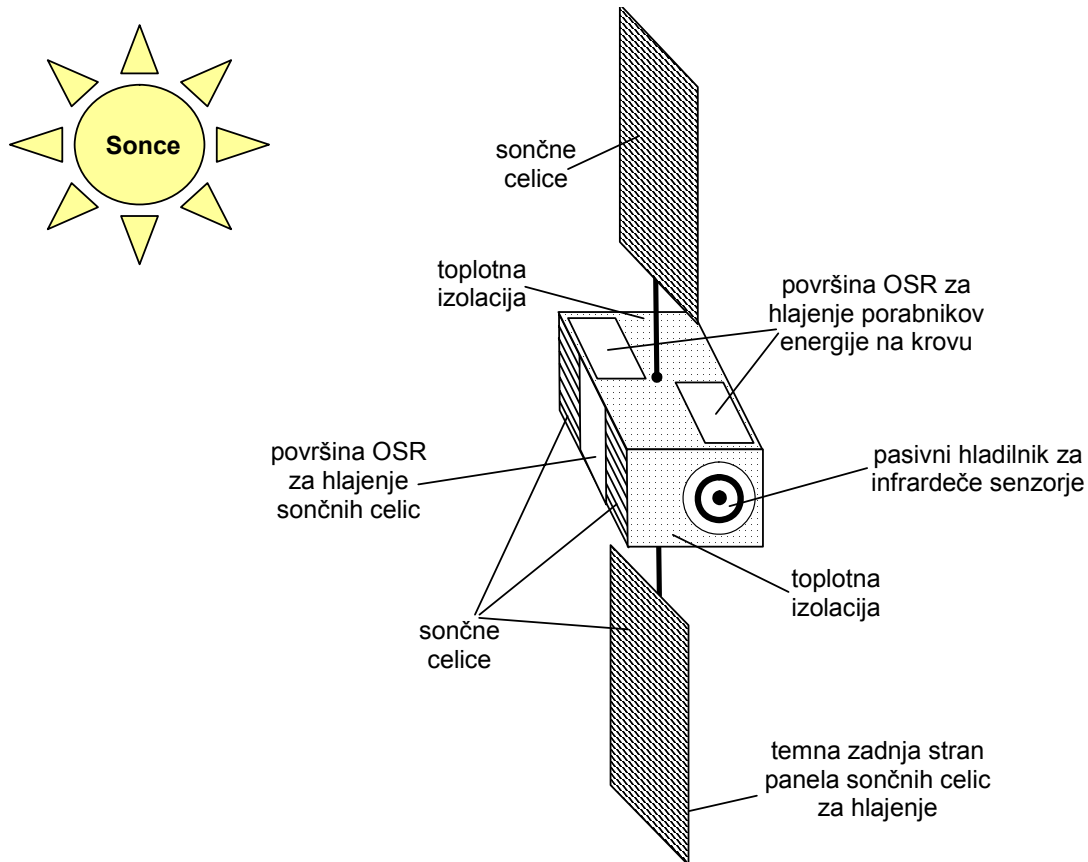 Sonce
sončne
celice
toplotna
izolacija
površina OSR za
hlajenje porabnikov
energije na krovu
površina OSR
za hlajenje
sončnih celic
pasivni hladilnik za
infrardeče senzorje
toplotna
izolacija
sončne
celice
temna zadnja stran
panela sončnih celic
za hlajenje